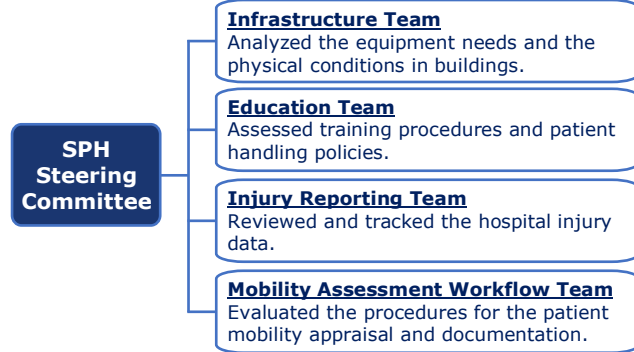 SPH
Steering
Committee
Infrastructure Team
Analyzed the equipment needs and the
physical conditions in buildings.
Education Team
Assessed training procedures and patient
handling policies.
Injury Reporting Team
Reviewed and tracked the hospital injury
data.
Mobility Assessment Workflow Team
Evaluated the procedures for the patient
mobility appraisal and documentation.